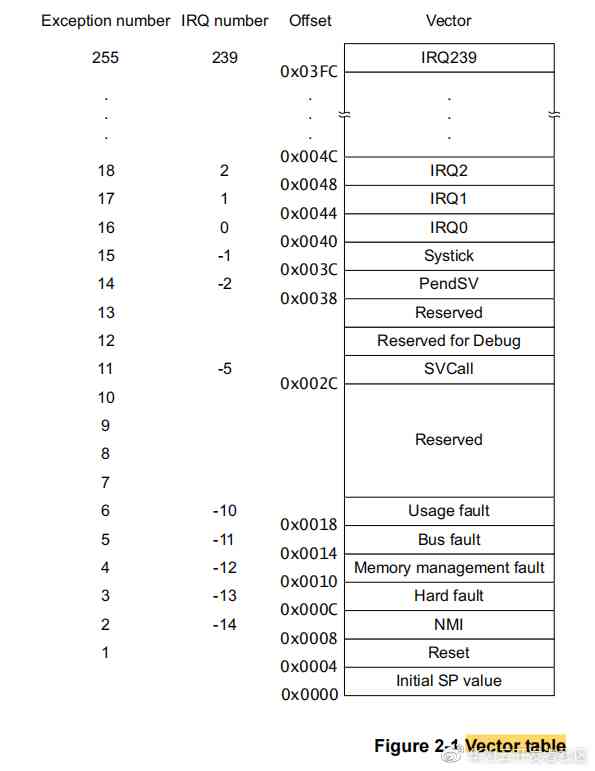 Exception number IRQ number Offset Vector
255 239 IRQ239
0x03FC
. . . .
. . . .
. . . .
0x004C
18 2 IRQ2
0x0048
17 1 IRQ1
0x0044
16 0 IRQ0
0x0040
15 -1 Systick
0x003C
14 -2 PendSV
0x0038
13 Reserved
12 Reserved for Debug
11 -5 SVCall
0x002C
10
9
Reserved
8
7
6 -10 Usage fault
0x0018
5 -11 Bus fault
0x0014
4 -12 Memory management fault
0x0010
3 -13 Hard fault
0x000C
2 -14 NMI
0x0008
1 Reset
0x0004
Initial SP value
0x0000
Figure 2-1 Vector table